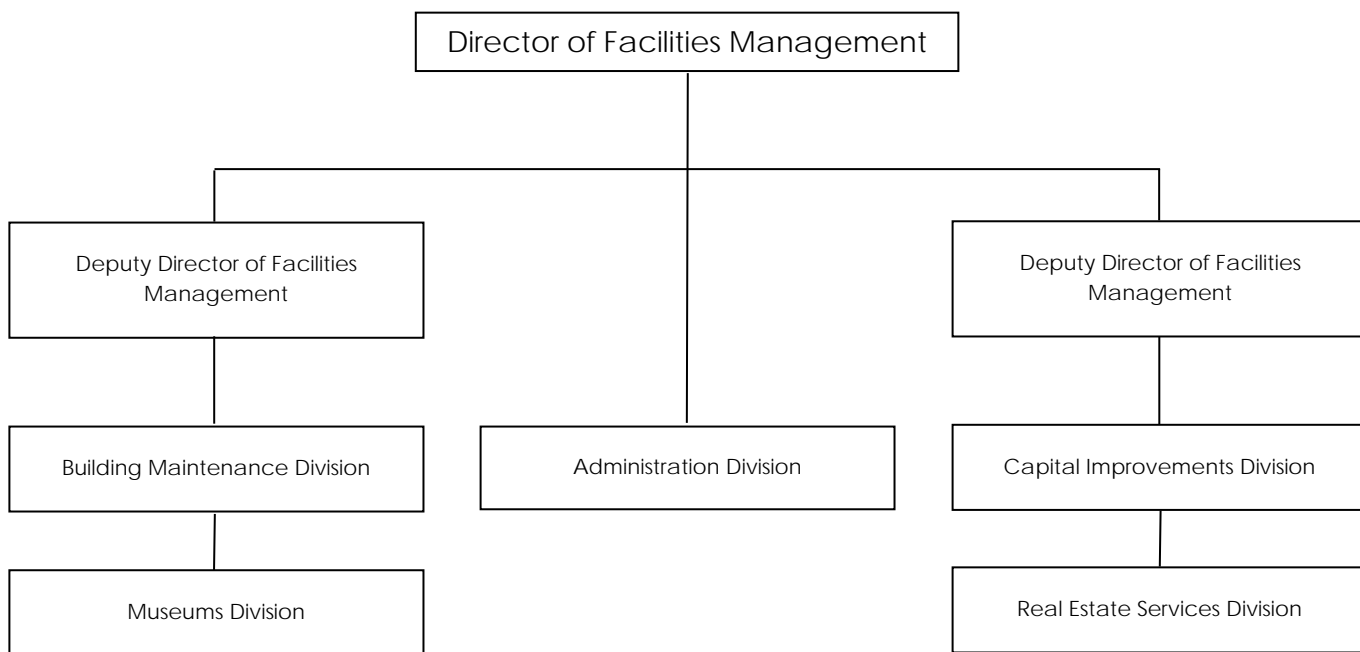 Director of Facilities Management
Deputy Director of Facilities
Management
Deputy Director of Facilities
Management
Building Maintenance Division
Administration Division
Capital Improvements Division
Museums Division
Real Estate Services Division